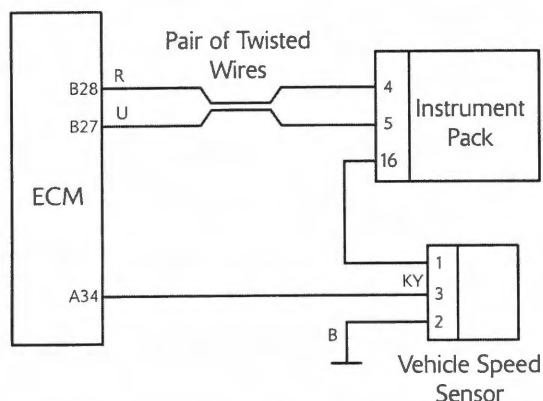 Pair of Twisted
Wires
R
B28
4
U
B27
5
Instrument
Pack
16
ECM
1
KY
A34
3
B
2
Vehicle Speed
Sensor